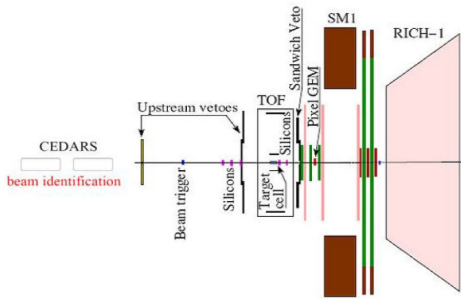 SM1
RICH-1
Sandwich Veto
Upstream vetoes
TOF
Silicons
Pixel GEM
CEDARS
beam identification
Beam trigger
Silicons
Target
cell